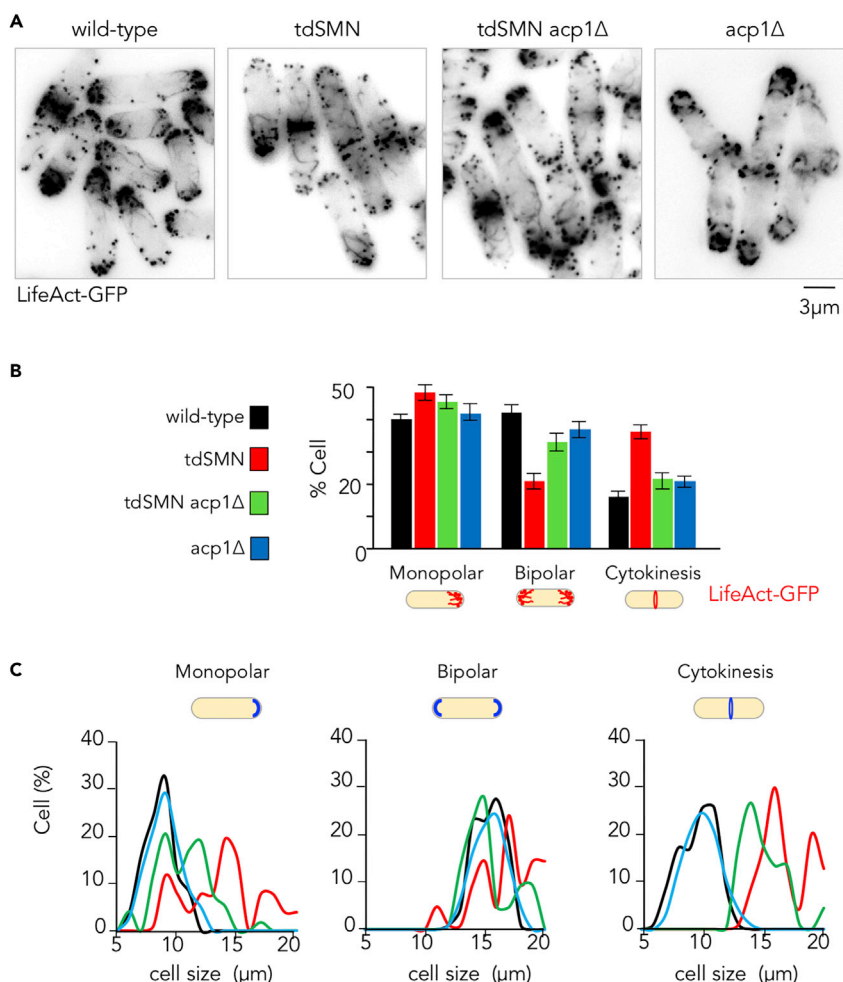 A
wild-type tdSMN tdSMN acp1Δ acp1Δ
LifeAct-GFP
3μm
B
wild-type
tdSMN
tdSMN acp1Δ
acp1Δ
% Cell
50
20
0
Monopolar Bipolar Cytokinesis
LifeAct-GFP
C
Monopolar Bipolar Cytokinesis
Cell (%)
40 40 40
30 30 30
20 20 20
10 10 10
0 0 0
5 10 15 20 5 10 15 20 5 10 15 20
cell size (μm) cell size (μm) cell size (μm)